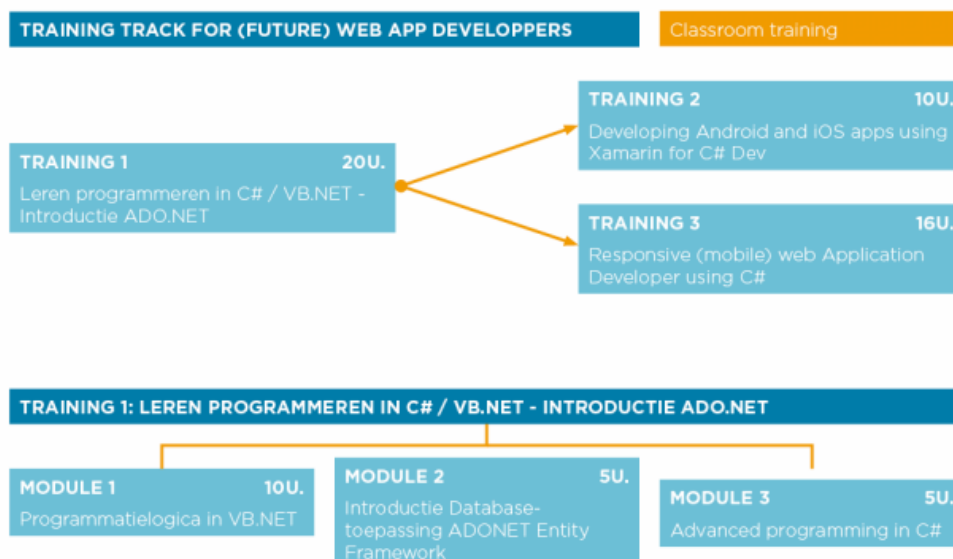 TRAINING TRACK FOR (FUTURE) WEB APP DEVELOPPERS
Classroom training
TRAINING 1 20U.
Leren programmeren in C# / VB.NET -
Introductie ADO.NET
TRAINING 2 10U.
Developing Android and iOS apps using
Xamarin for C# Dev
TRAINING 3 16U.
Responsive (mobile) web Application
Developer using C#
TRAINING 1: LEREN PROGRAMMEREN IN C# / VB.NET - INTRODUCTIE ADO.NET
MODULE 1 10U.
Programmatielogica in VB.NET
MODULE 2 5U.
Introductie Database-
toepassing ADONET Entity
Framework
MODULE 3 5U.
Advanced programming in C#